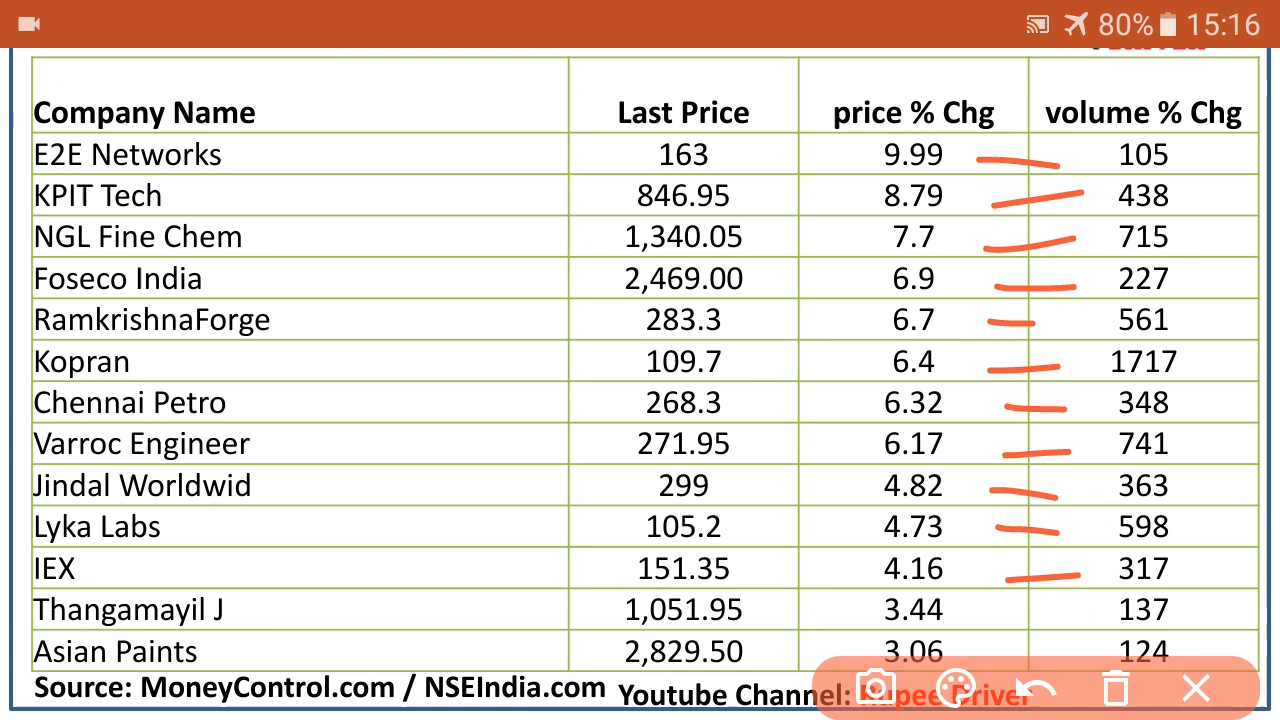 80% 15:16
Company Name Last Price price % Chg volume % Chg
E2E Networks 163 9.99 105
KPIT Tech 846.95 8.79 438
NGL Fine Chem 1,340.05 7.7 715
Foseco India 2,469.00 6.9 227
RamkrishnaForge 283.3 6.7 561
Kopran 109.7 6.4 1717
Chennai Petro 268.3 6.32 348
Varroc Engineer 271.95 6.17 741
Jindal Worldwid 299 4.82 363
Lyka Labs 105.2 4.73 598
IEX 151.35 4.16 317
Thangamayil J 1,051.95 3.44 137
Asian Paints 2,829.50 3.06 124
Source: MoneyControl.com / NSEIndia.com Youtube Channel: Rupee Driver